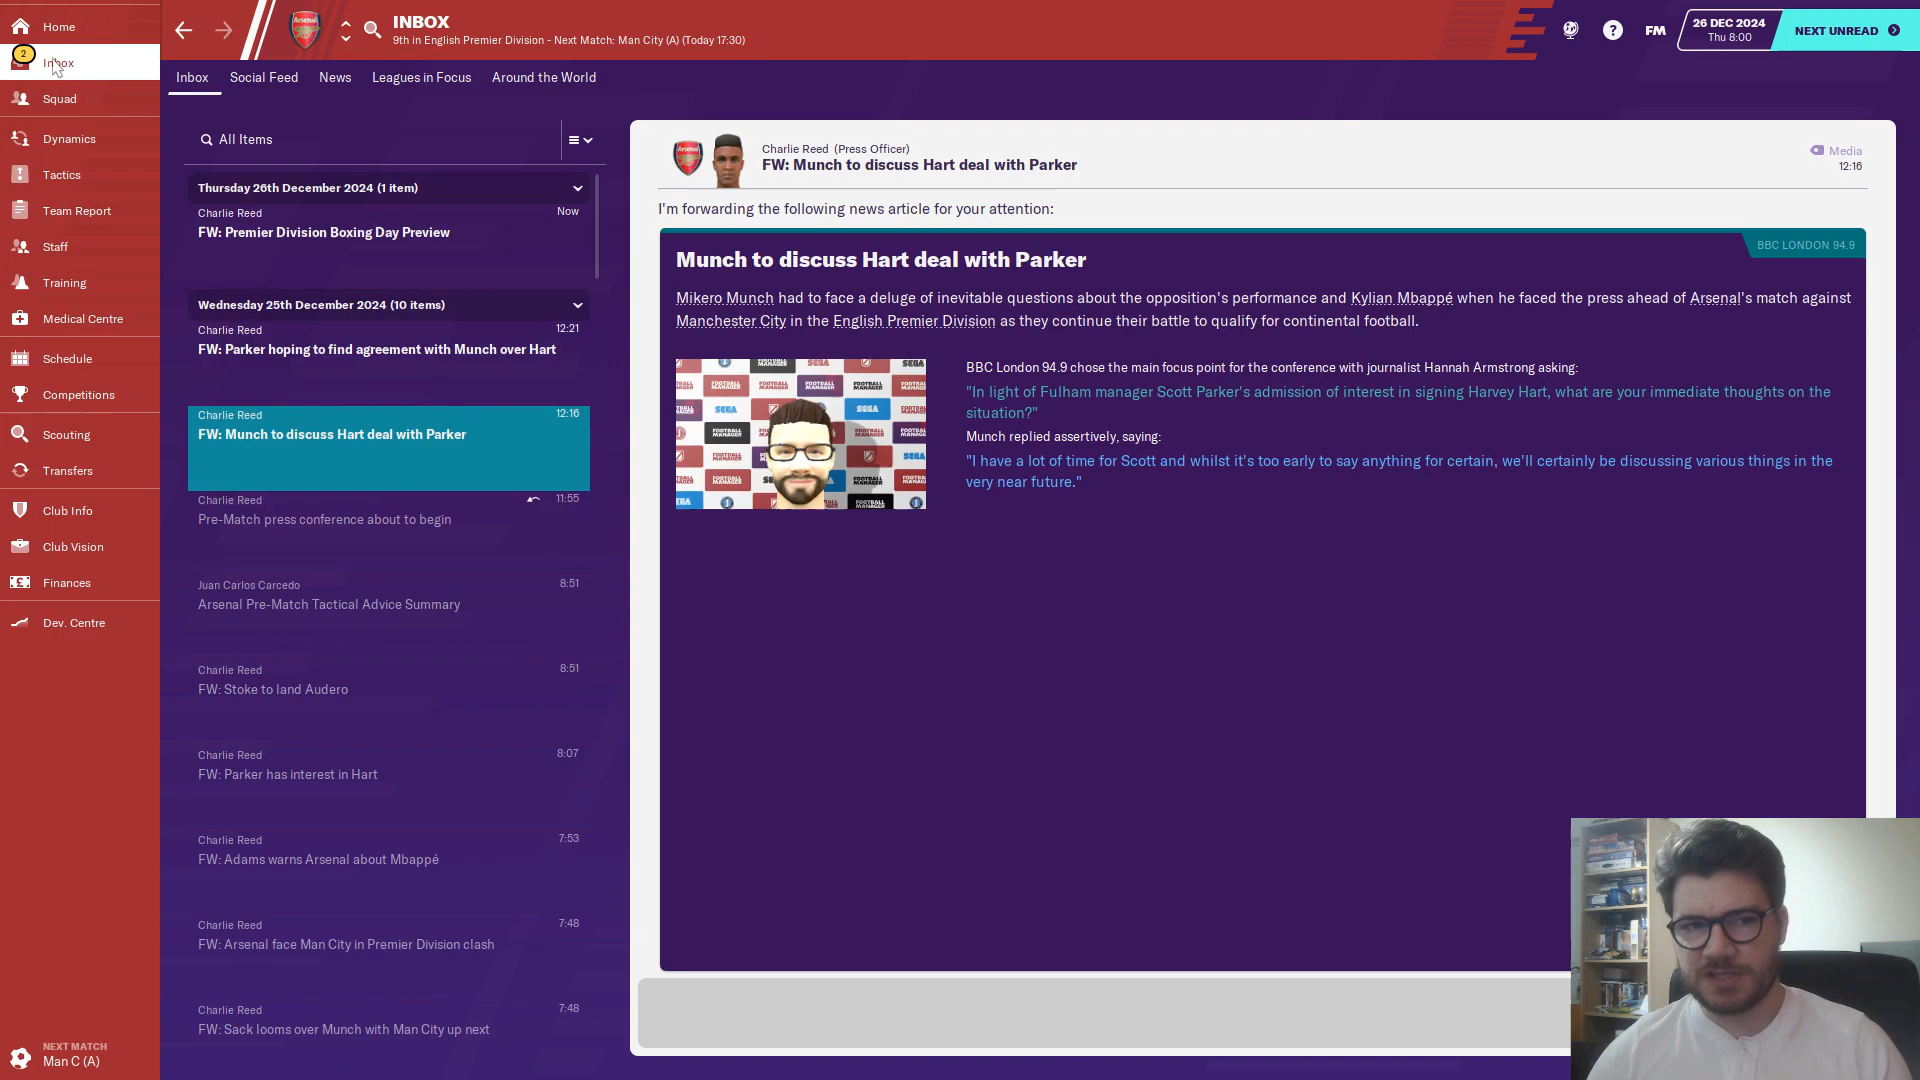 Home
2
Inbox
Squad
Dynamics
Tactics
Team Report
Staff
Training
Medical Centre
Schedule
Competitions
Scouting
Transfers
Club Info
Club Vision
Finances
Dev. Centre
NEXT MATCH
Man C (A)
Arsenal
INBOX
9th in English Premier Division - Next Match: Man City (A) (Today 17:30)
?
FM
26 DEC 2024
Thu 8:00
NEXT UNREAD
Inbox
Social Feed
News
Leagues in Focus
Around the World
All Items
Thursday 26th December 2024 (1 item)
Charlie Reed
Now
FW: Premier Division Boxing Day Preview
Wednesday 25th December 2024 (10 items)
Charlie Reed
12:21
FW: Parker hoping to find agreement with Munch over Hart
Charlie Reed
12:16
FW: Munch to discuss Hart deal with Parker
Charlie Reed
11:55
Pre-Match press conference about to begin
Juan Carlos Carcedo
8:51
Arsenal Pre-Match Tactical Advice Summary
Charlie Reed
8:51
FW: Stoke to land Audero
Charlie Reed
8:07
FW: Parker has interest in Hart
Charlie Reed
7:53
FW: Adams warns Arsenal about Mbappé
Charlie Reed
7:48
FW: Arsenal face Man City in Premier Division clash
Charlie Reed
7:48
FW: Sack looms over Munch with Man City up next
Arsenal
Charlie Reed (Press Officer)
FW: Munch to discuss Hart deal with Parker
Media
12:16
I'm forwarding the following news article for your attention:
BBC LONDON 94.9
Munch to discuss Hart deal with Parker
Mikero Munch had to face a deluge of inevitable questions about the opposition's performance and Kylian Mbappé when he faced the press ahead of Arsenal's match against
Manchester City in the English Premier Division as they continue their battle to qualify for continental football.
SEGA
FOOTBALL MANAGER
BBC London 94.9 chose the main focus point for the conference with journalist Hannah Armstrong asking:
"In light of Fulham manager Scott Parker's admission of interest in signing Harvey Hart, what are your immediate thoughts on the
situation?"
Munch replied assertively, saying:
"I have a lot of time for Scott and whilst it's too early to say anything for certain, we'll certainly be discussing various things in the
very near future."